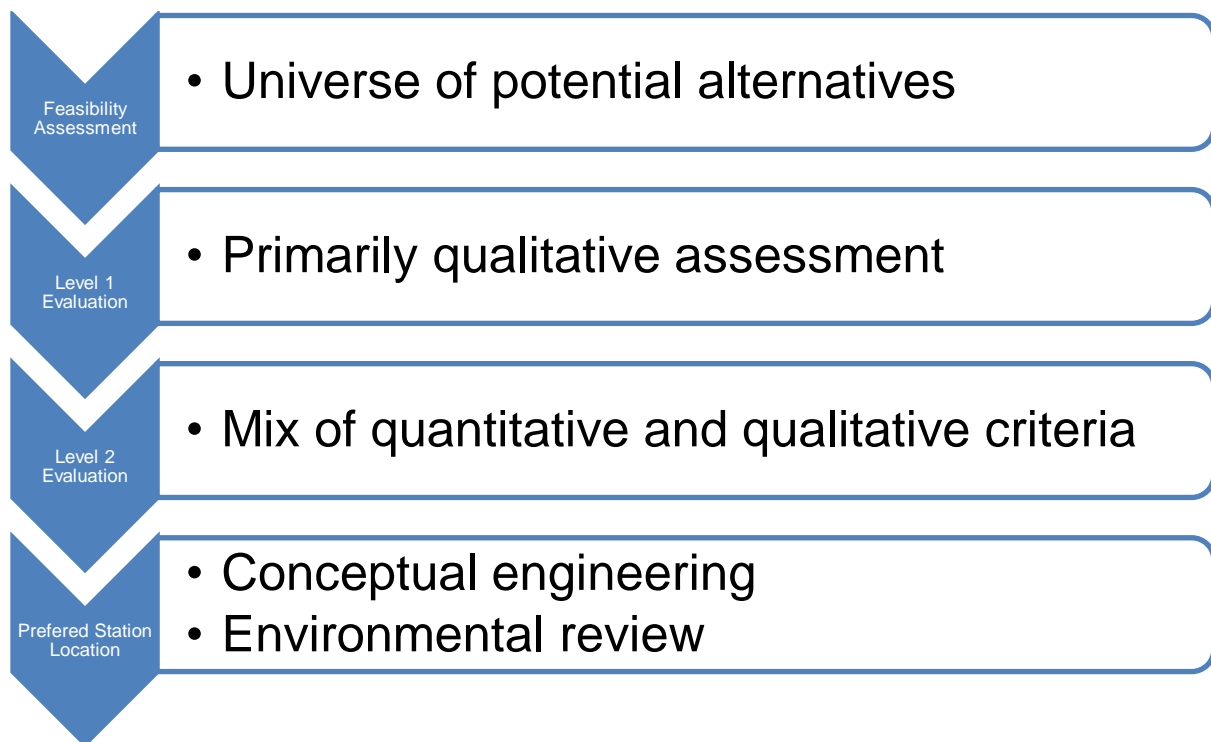 Feasibility
Assessment
• Universe of potential alternatives
Level 1
Evaluation
• Primarily qualitative assessment
Level 2
Evaluation
• Mix of quantitative and qualitative criteria
Prefered Station
Location
• Conceptual engineering
• Environmental review